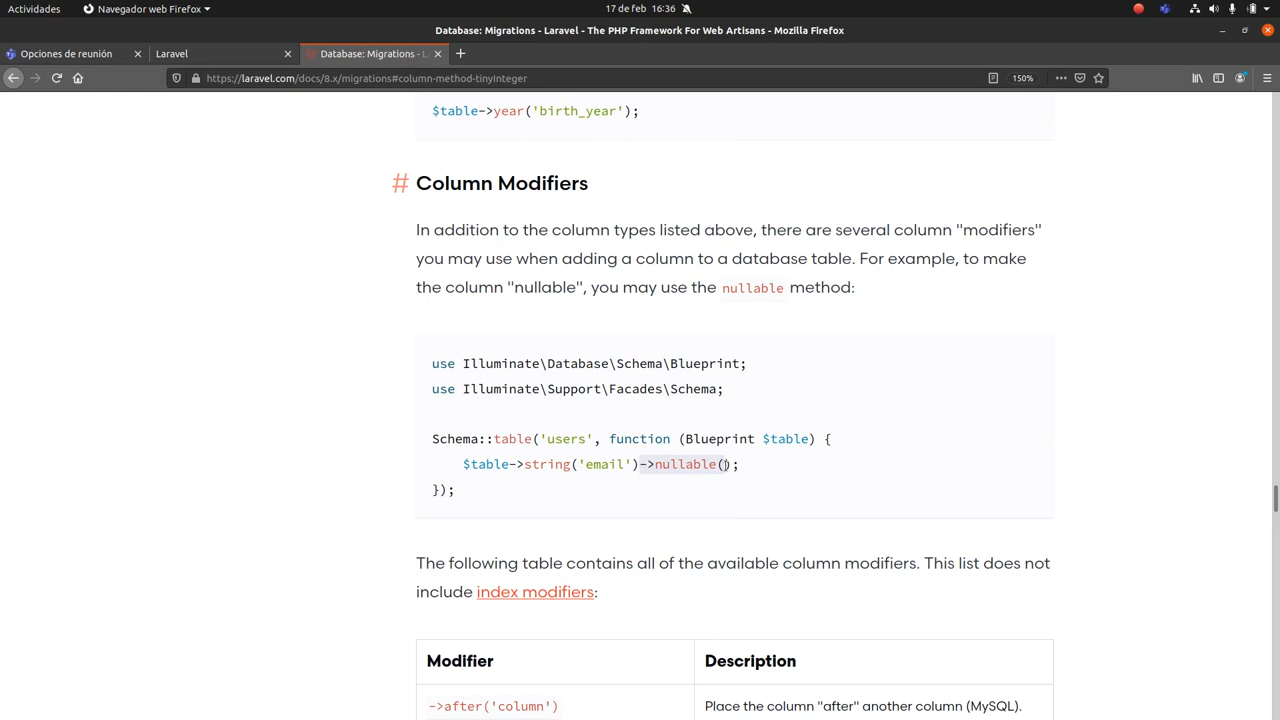 Actividades
Navegador web Firefox
17 de feb 16:36
Database: Migrations - Laravel - The PHP Framework For Web Artisans - Mozilla Firefox
Opciones de reunión
Laravel
Database: Migrations - L
https://laravel.com/docs/8.x/migrations#column-method-tinyInteger
150%
$table->year('birth_year');
# Column Modifiers
In addition to the column types listed above, there are several column "modifiers"
you may use when adding a column to a database table. For example, to make
the column "nullable", you may use the nullable method:
use Illuminate\Database\Schema\Blueprint;
use Illuminate\Support\Facades\Schema;
Schema::table('users', function (Blueprint $table) {
$table->string('email')->nullable();
});
The following table contains all of the available column modifiers. This list does not
include index modifiers:
Modifier Description
->after('column') Place the column "after" another column (MySQL).